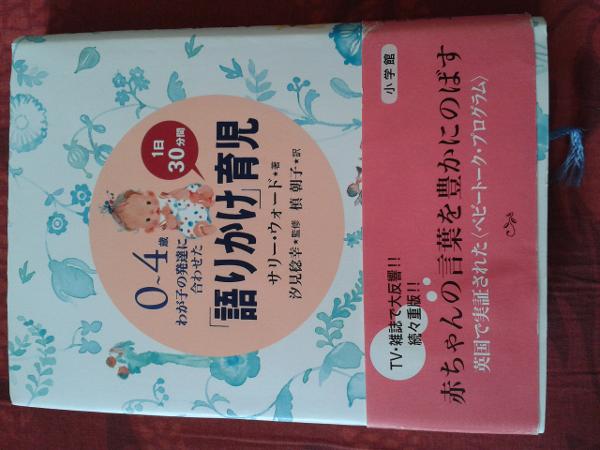 0~4歳
わが子の発達に
合わせた
1日
30分間
「語りかけ」育児
サリー・ウォード★著
汐見稔幸★監修 槙 朝子★訳
TV・雑誌で大反響!!
続々重版!!
赤ちゃんの言葉を豊かにのばす
英国で実証された〈ベビートーク・プログラム〉
小学館